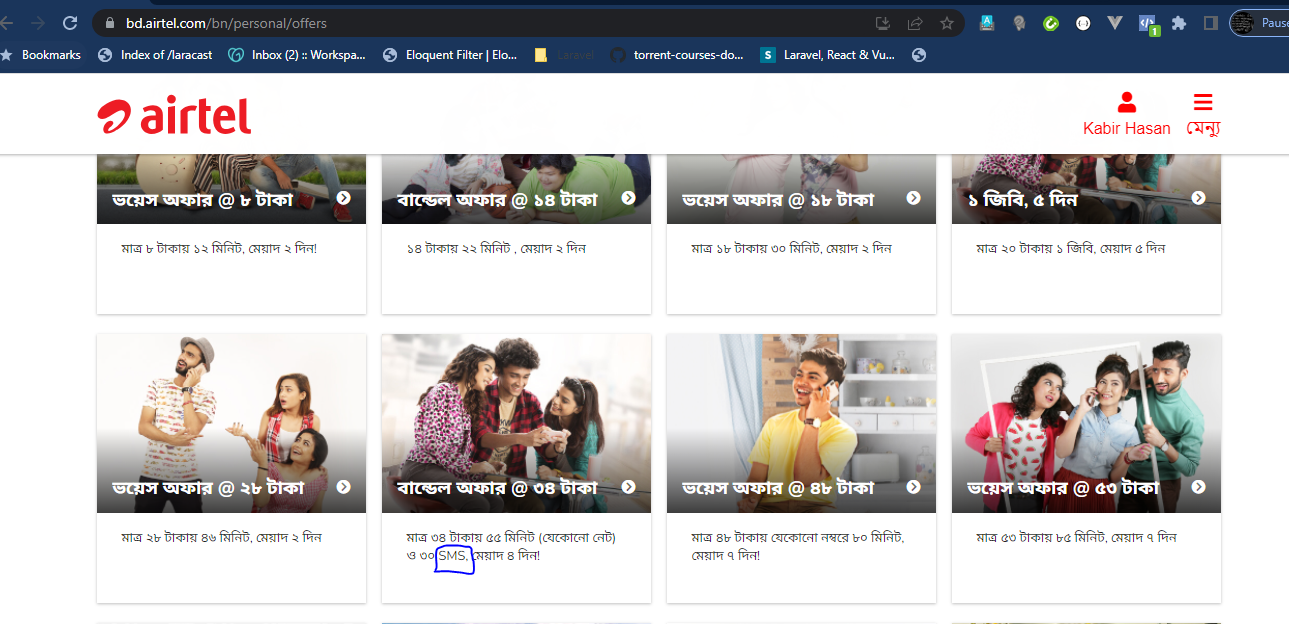 bd.airtel.com/bn/personal/offers
Pause
Bookmarks
Index of /laracast
Inbox (2) :: Workspa...
Eloquent Filter | Elo...
Laravel
torrent-courses-do...
Laravel, React & Vu...
airtel
Kabir Hasan
মেন্যু
ভয়েস অফার @ ৮ টাকা
বান্ডেল অফার @ ১৪ টাকা
ভয়েস অফার @ ১৮ টাকা
১ জিবি, ৫ দিন
মাত্র ৮ টাকায় ১২ মিনিট, মেয়াদ ২ দিন!
১৪ টাকায় ২২ মিনিট , মেয়াদ ২ দিন
মাত্র ১৮ টাকায় ৩০ মিনিট, মেয়াদ ২ দিন
মাত্র ২০ টাকায় ১ জিবি, মেয়াদ ৫ দিন
ভয়েস অফার @ ২৮ টাকা
বান্ডেল অফার @ ৩৪ টাকা
ভয়েস অফার @ ৪৮ টাকা
ভয়েস অফার @ ৫৩ টাকা
মাত্র ২৮ টাকায় ৪৬ মিনিট, মেয়াদ ২ দিন
মাত্র ৩৪ টাকায় ৫৫ মিনিট (যেকোনো নেট)
ও ৩০ SMS, মেয়াদ ৪ দিন!
মাত্র ৪৮ টাকায় যেকোনো নম্বরে ৮০ মিনিট,
মেয়াদ ৭ দিন!
মাত্র ৫৩ টাকায় ৮৫ মিনিট, মেয়াদ ৭ দিন